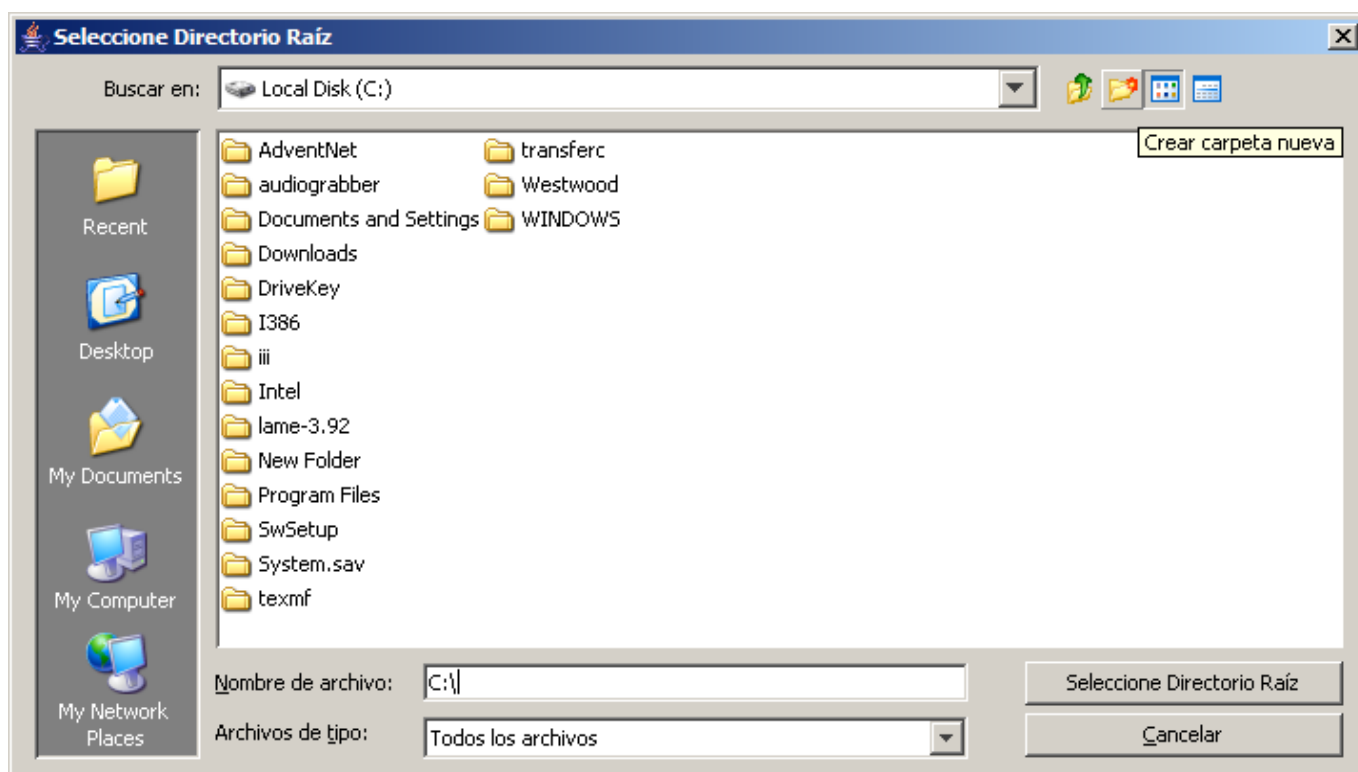 Seleccione Directorio Raíz
Buscar en:
Local Disk (C:)
Crear carpeta nueva
Recent
Desktop
My Documents
My Computer
My Network
Places
AdventNet
audiograbber
Documents and Settings
Downloads
DriveKey
I386
iii
Intel
lame-3.92
New Folder
Program Files
SwSetup
System.sav
texmf
transferc
Westwood
WINDOWS
Nombre de archivo:
C:\
Seleccione Directorio Raíz
Archivos de tipo:
Todos los archivos
Cancelar